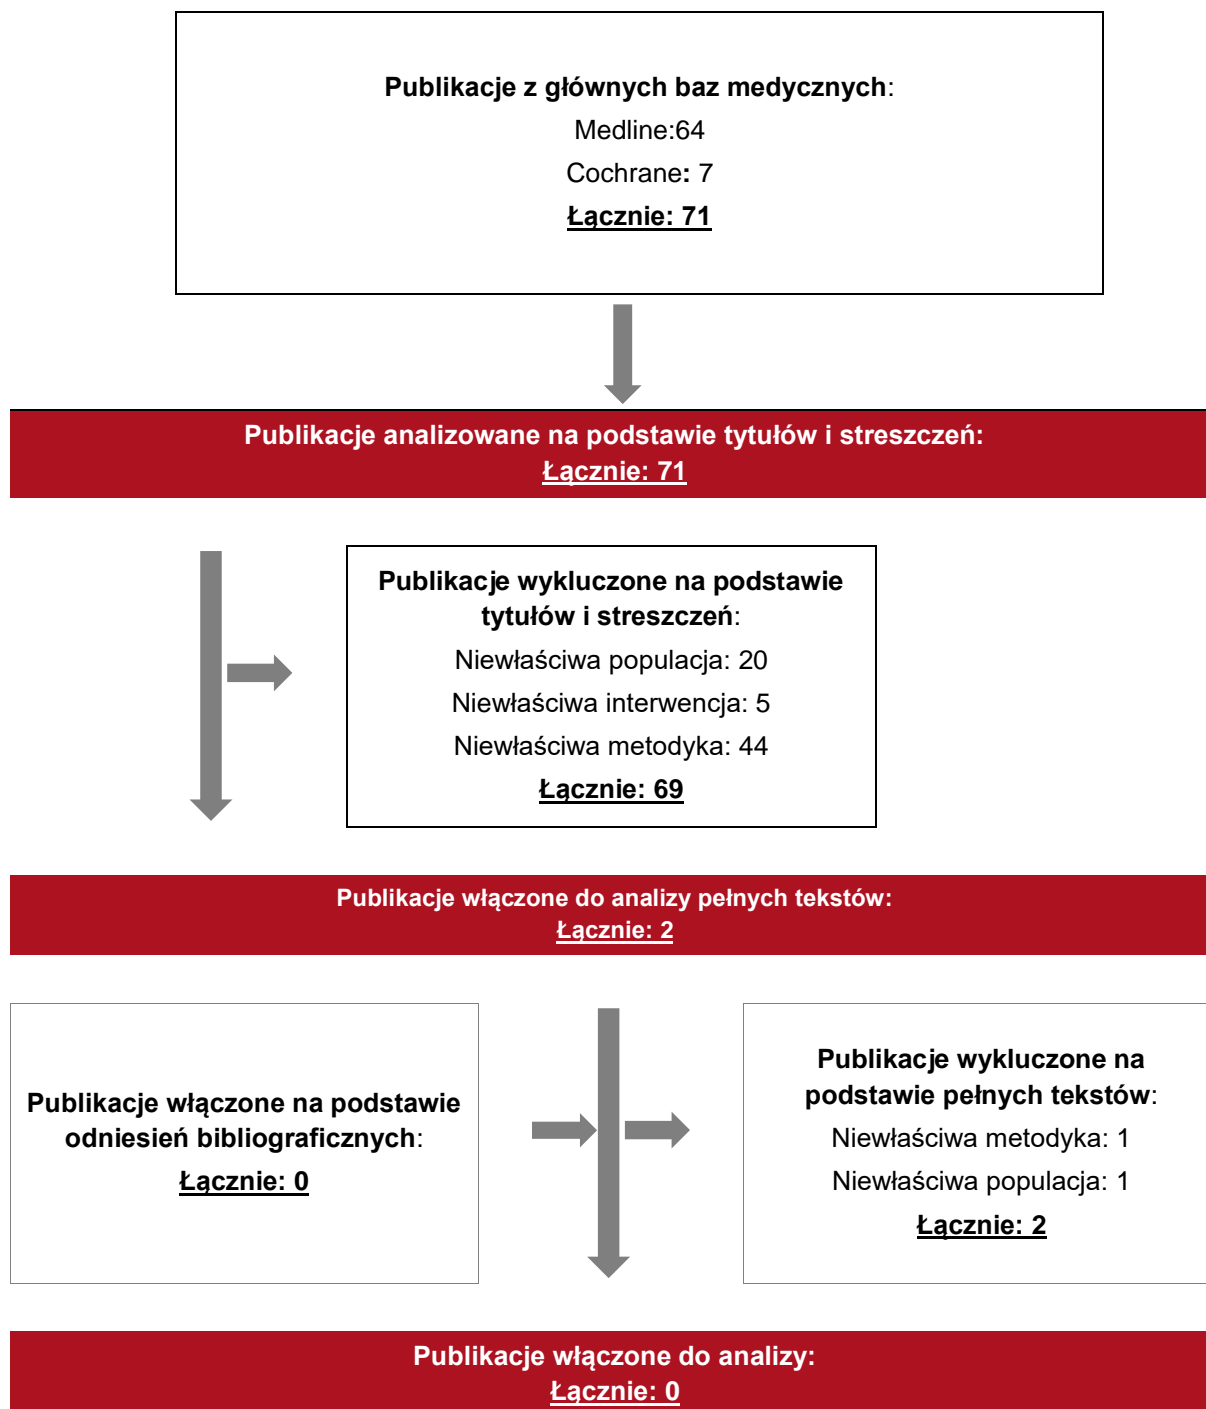 Publikacje z głównych baz medycznych:
Medline:64
Cochrane: 7
Łącznie: 71
Publikacje analizowane na podstawie tytułów i streszczeń:
Łącznie: 71
Publikacje wykluczone na podstawie
tytułów i streszczeń:
Niewłaściwa populacja: 20
Niewłaściwa interwencja: 5
Niewłaściwa metodyka: 44
Łącznie: 69
Publikacje włączone do analizy pełnych tekstów:
Łącznie: 2
Publikacje włączone na podstawie
odniesień bibliograficznych:
Łącznie: 0
Publikacje wykluczone na
podstawie pełnych tekstów:
Niewłaściwa metodyka: 1
Niewłaściwa populacja: 1
Łącznie: 2
Publikacje włączone do analizy:
Łącznie: 0